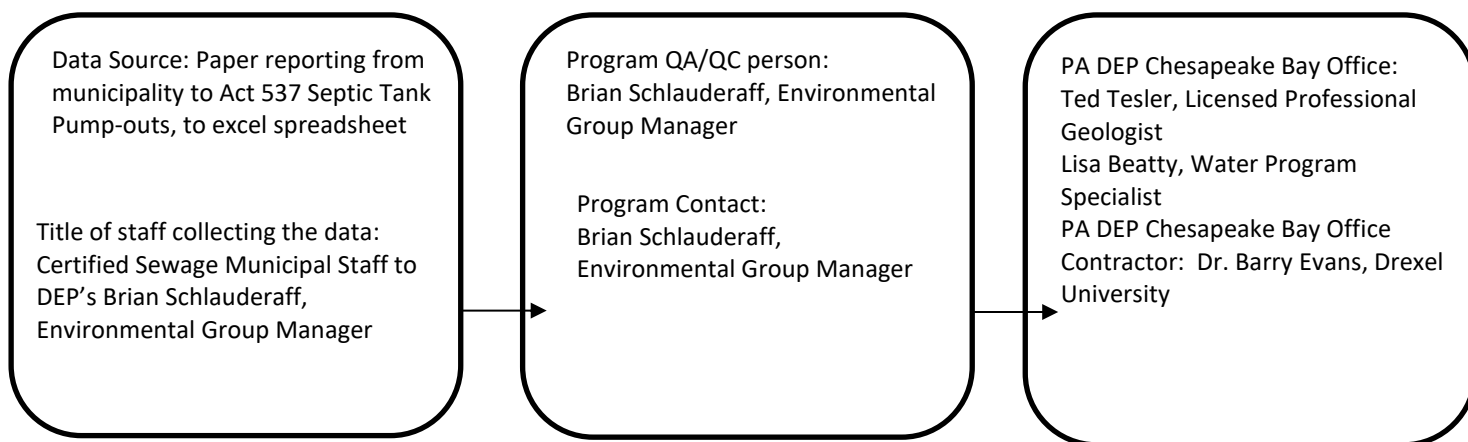 Data Source: Paper reporting from
municipality to Act 537 Septic Tank
Pump-outs, to excel spreadsheet
Title of staff collecting the data:
Certified Sewage Municipal Staff to
DEP’s Brian Schlauderaff,
Environmental Group Manager
Program QA/QC person:
Brian Schlauderaff, Environmental
Group Manager
Program Contact:
Brian Schlauderaff,
Environmental Group Manager
PA DEP Chesapeake Bay Office:
Ted Tesler, Licensed Professional
Geologist
Lisa Beatty, Water Program
Specialist
PA DEP Chesapeake Bay Office
Contractor:  Dr. Barry Evans, Drexel
University